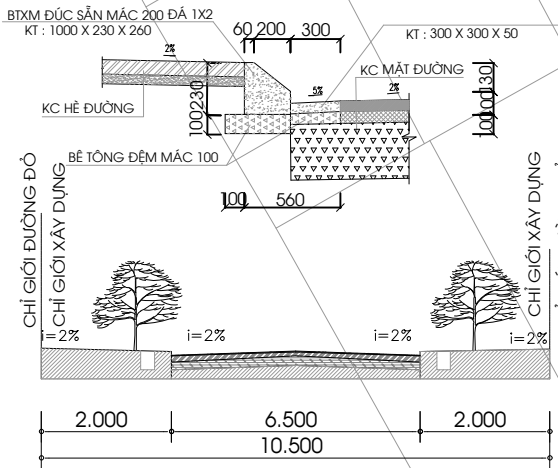 BTXM ĐÚC SẴN MÁC 200 ĐÁ 1X2
KT : 1000 X 230 X 260
60 200 300
KT : 300 X 300 X 50
2%
KC MẶT ĐƯỜNG
5%
2%
100 230
100 100 130
KC HÈ ĐƯỜNG
BÊ TÔNG ĐỆM MÁC 100
100 560
CHỈ GIỚI ĐƯỜNG ĐỎ
CHỈ GIỚI XÂY DỰNG
CHỈ GIỚI XÂY DỰNG
i=2%
i=2%
i=2%
i=2%
2.000 6.500 2.000
10.500